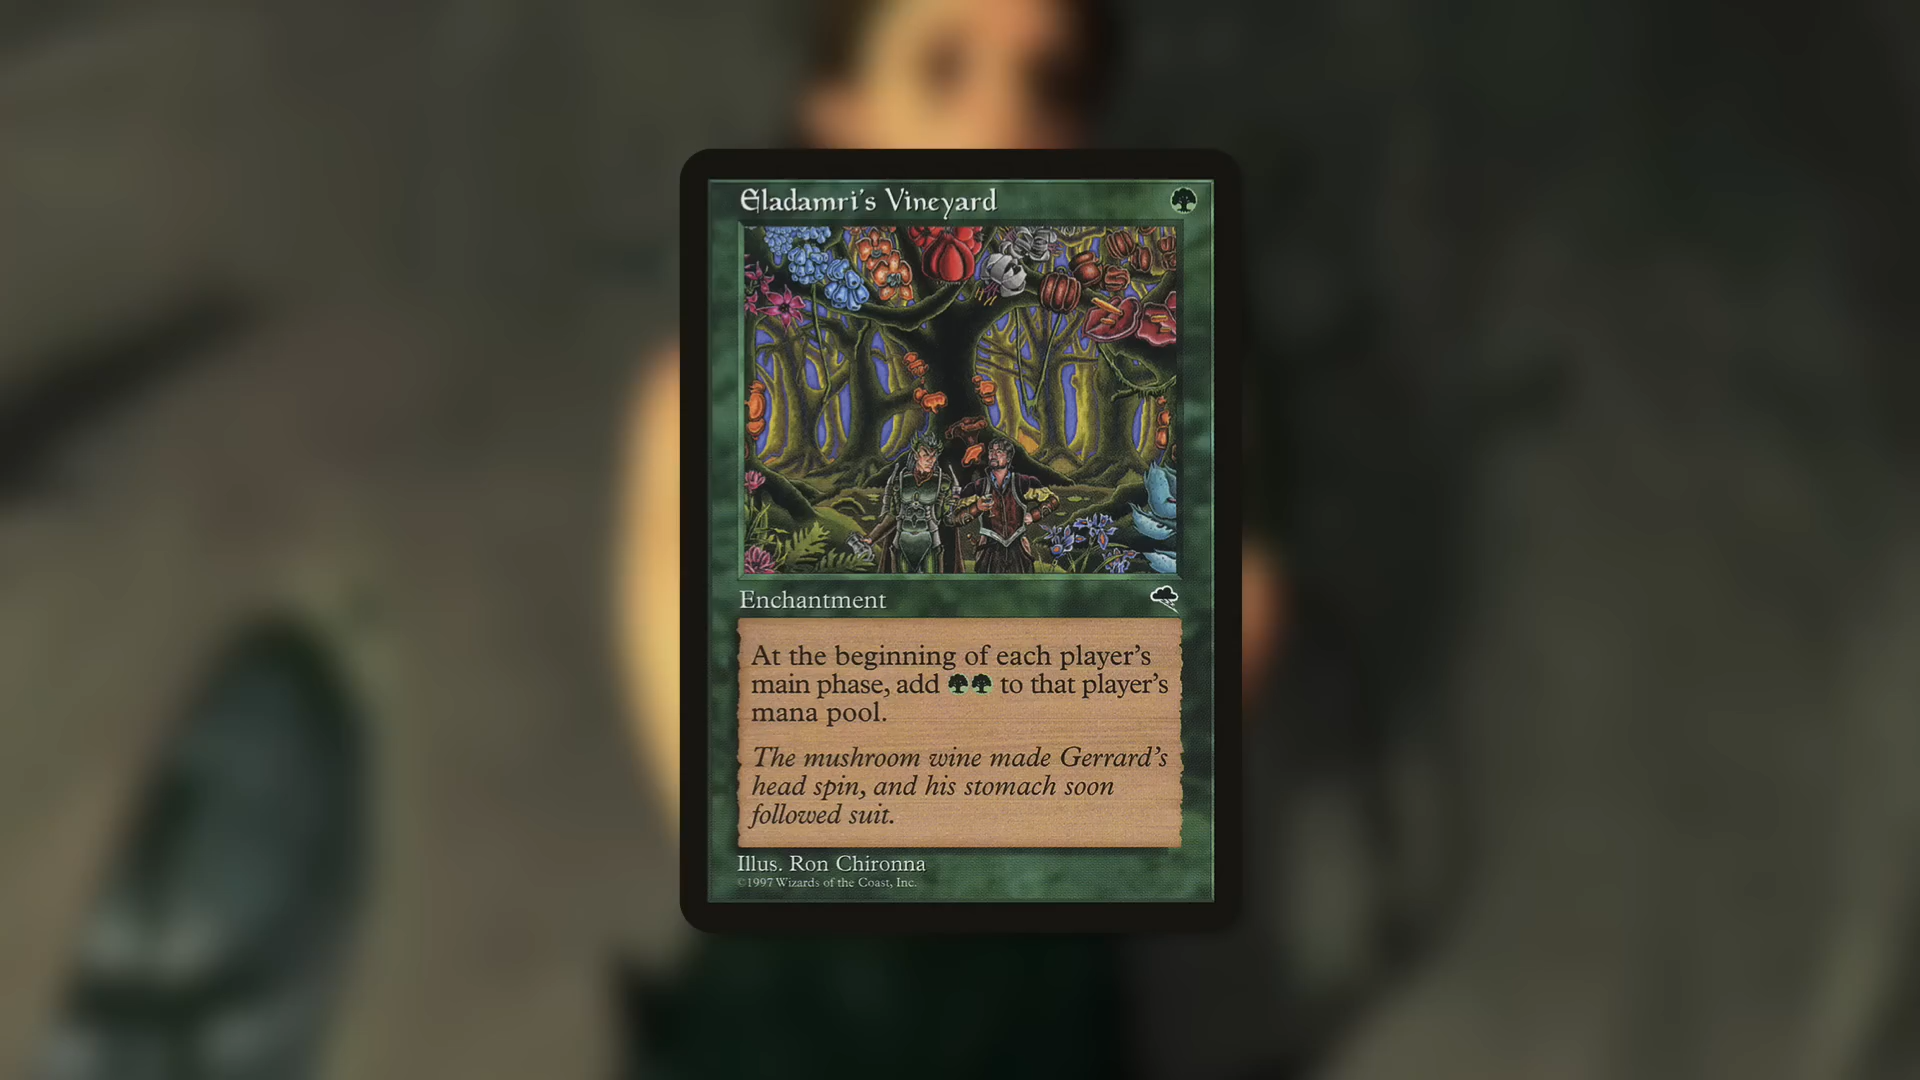 Eladamri's Vineyard
Enchantment
At the beginning of each player's
main phase, add to that player's
mana pool.
The mushroom wine made Gerrard's
head spin, and his stomach soon
followed suit.
Illus. Ron Chironna
©1997 Wizards of the Coast, Inc.